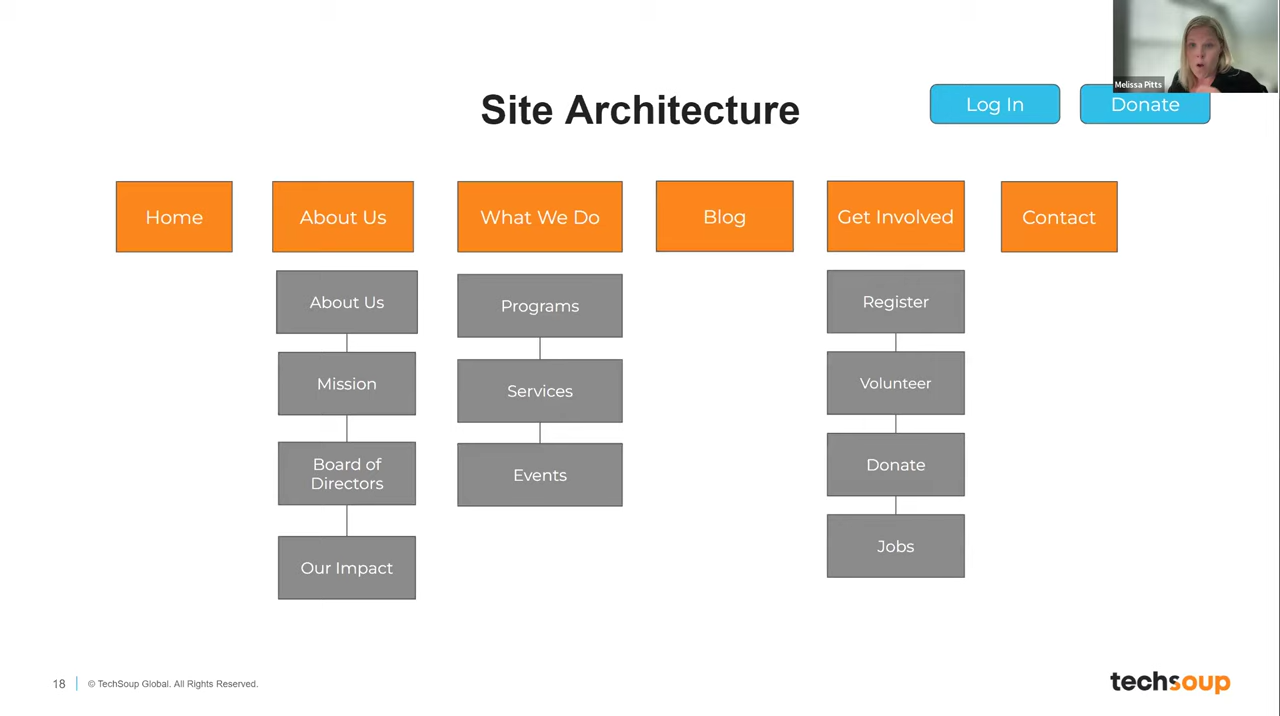 Melissa Pitts
Site Architecture
Log In
Donate
Home
About Us
What We Do
Blog
Get Involved
Contact
About Us
Mission
Board of
Directors
Our Impact
Programs
Services
Events
Register
Volunteer
Donate
Jobs
18
© TechSoup Global. All Rights Reserved.
techsoup